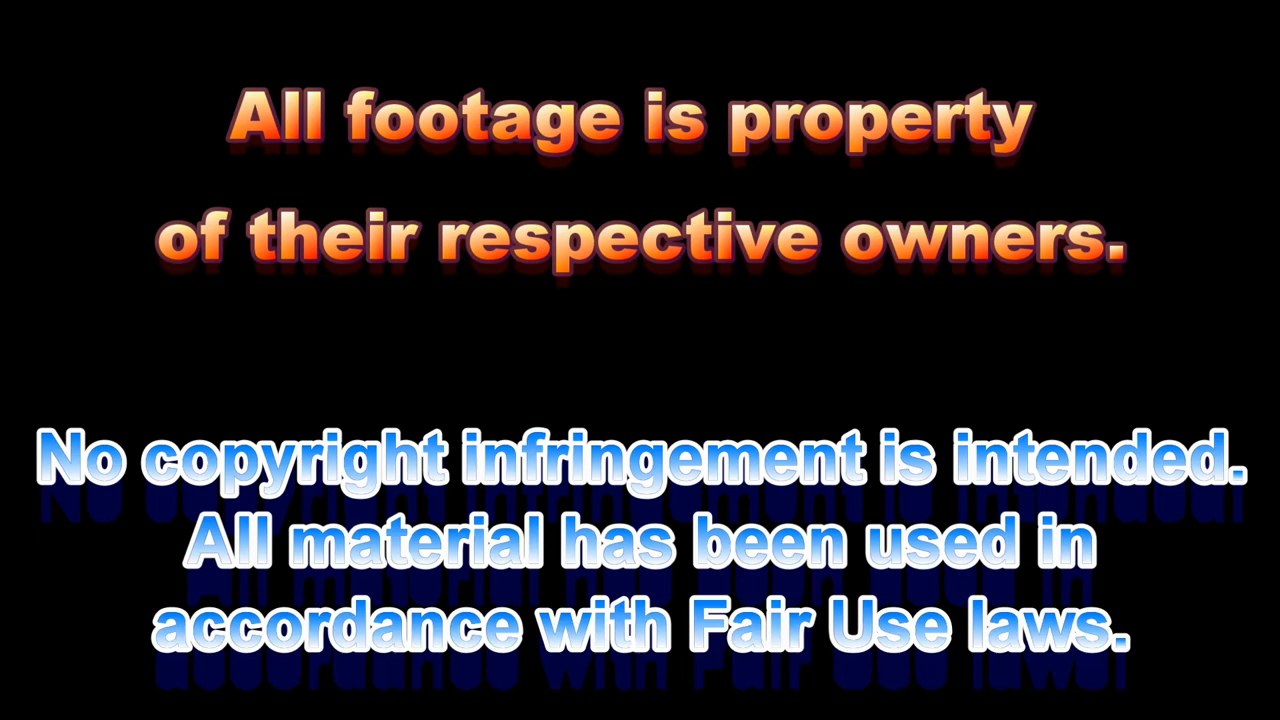 All footage is property
of their respective owners.
No copyright infringement is intended.
All material has been used in
accordance with Fair Use laws.